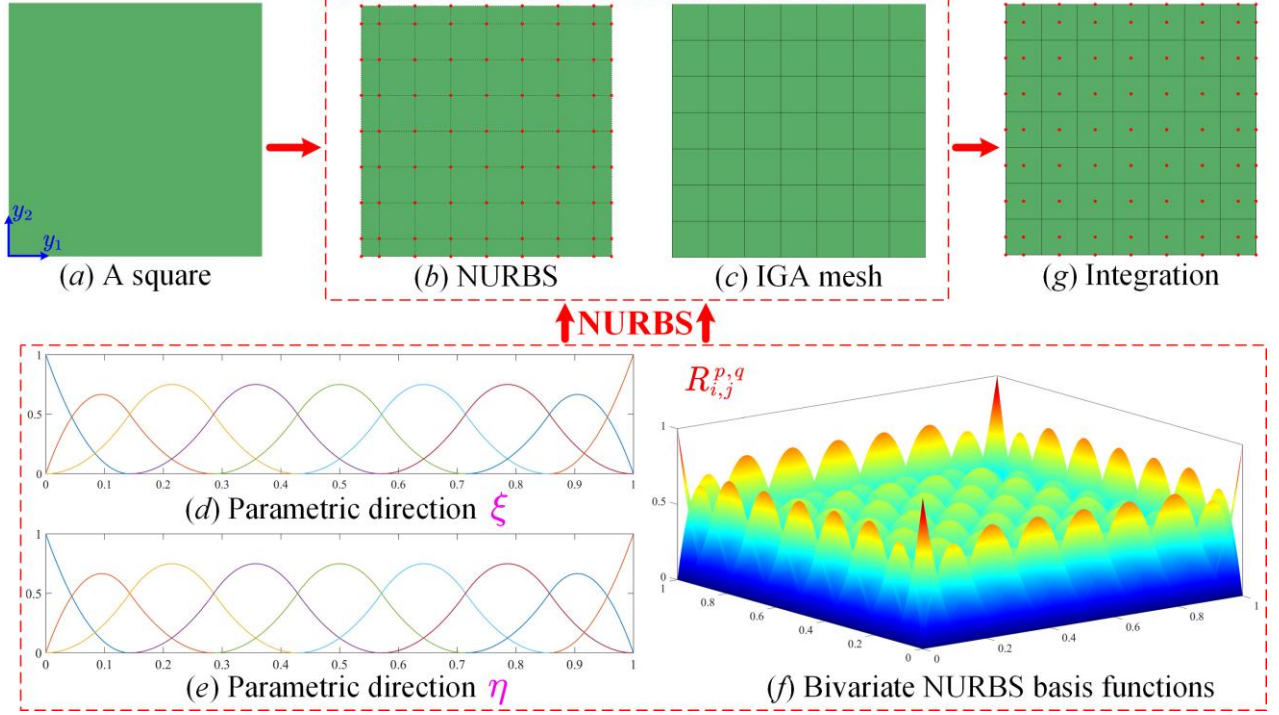 y₂
y₁
(a) A square
(b) NURBS
(c) IGA mesh
(g) Integration
NURBS
1
0.5
0
0 0.1 0.2 0.3 0.4 0.5 0.6 0.7 0.8 0.9 1
(d) Parametric direction ξ
1
0.5
0
0 0.1 0.2 0.3 0.4 0.5 0.6 0.7 0.8 0.9 1
(e) Parametric direction η
R_{i,j}^{p,q}
1
0.5
0
1 0.8 0.6 0.4 0.2 0
0 0.2 0.4 0.6 0.8 1
(f) Bivariate NURBS basis functions